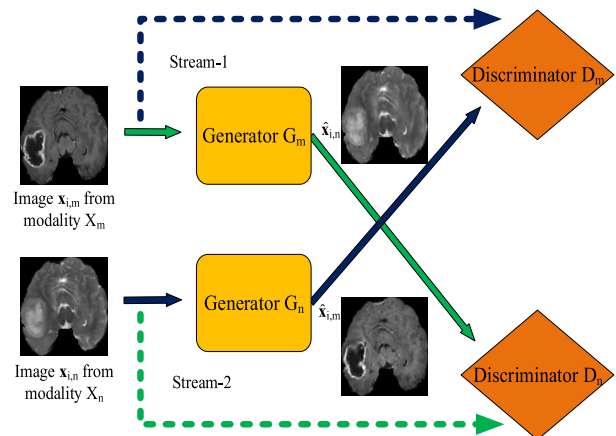 Stream-1
Discriminator Dₘ
Generator Gₘ
x̂ᵢ,ₙ
Image xᵢ,ₘ from
modality Xₘ
Generator Gₙ
x̂ᵢ,ₘ
Image xᵢ,ₙ from
modality Xₙ
Stream-2
Discriminator Dₙ